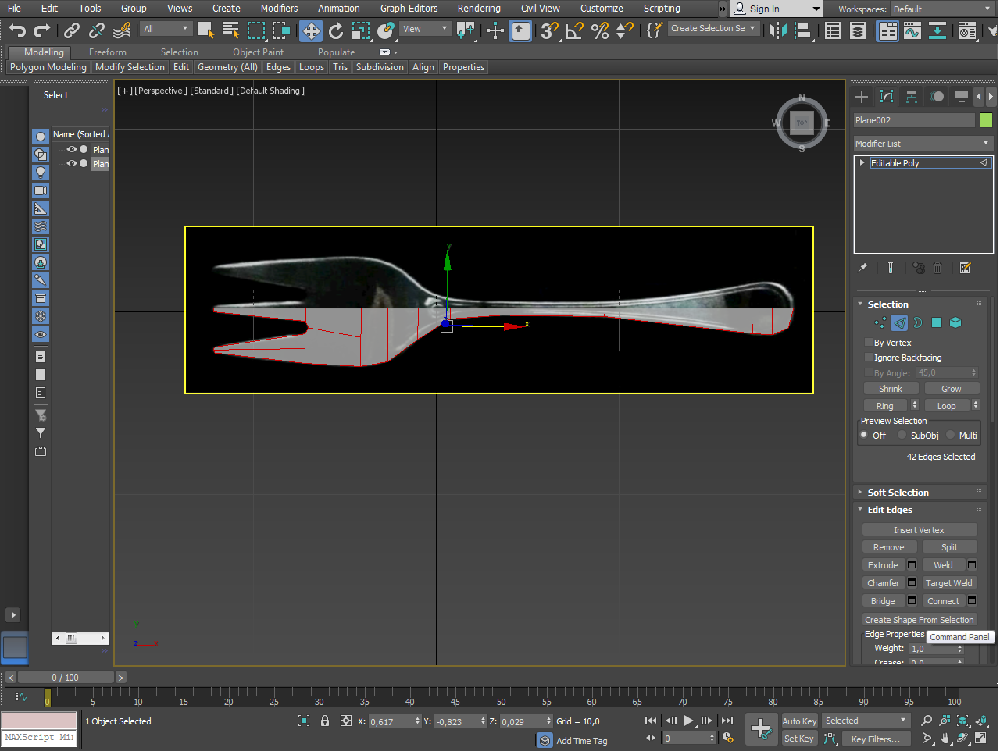 File Edit Tools Group Views Create Modifiers Animation Graph Editors Rendering Civil View Customize Scripting » Sign In Workspaces: Default
All View Create Selection Se
Modeling Freeform Selection Object Paint Populate
Polygon Modeling Modify Selection Edit Geometry (All) Edges Loops Tris Subdivision Align Properties
Select
Name (Sorted A
Plan
Plan
[+] [Perspective] [Standard] [Default Shading]
N
W TOP E
S
y
x
Plane002
Modifier List
Editable Poly
Selection
By Vertex
Ignore Backfacing
By Angle: 45,0
Shrink Grow
Ring Loop
Preview Selection
Off SubObj Multi
42 Edges Selected
Soft Selection
Edit Edges
Insert Vertex
Remove Split
Extrude Weld
Chamfer Target Weld
Bridge Connect
Create Shape From Selection
Edge Properties
Command Panel
Weight: 1,0
Crease: 0,0
y
z x
< 0 / 100 >
0 5 10 15 20 25 30 35 40 45 50 55 60 65 70 75 80 85 90 95 100
1 Object Selected X: 0,617 Y: -0,823 Z: 0,029 Grid = 10,0 Auto Key Selected
MAXScript Mi Add Time Tag 0 Set Key Key Filters...